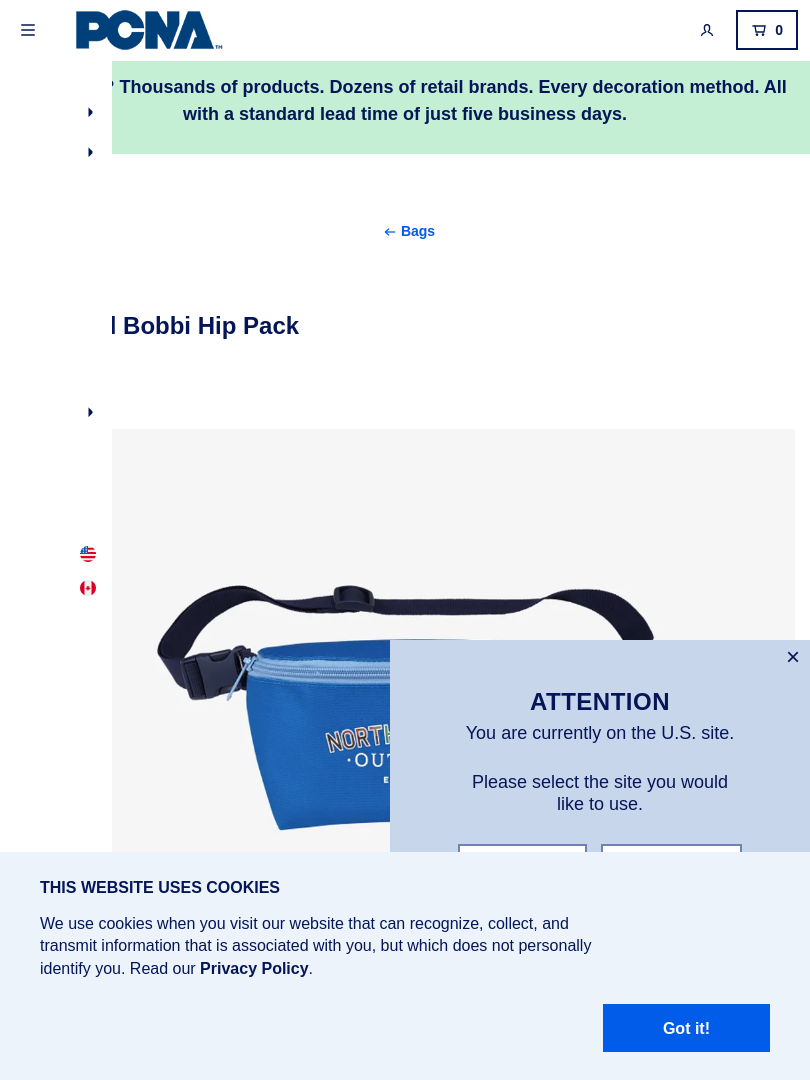 PCNA™
0
Thousands of products. Dozens of retail brands. Every decoration method. All
with a standard lead time of just five business days.
Bags
Bobbi Hip Pack
ATTENTION
You are currently on the U.S. site.
Please select the site you would
like to use.
THIS WEBSITE USES COOKIES
We use cookies when you visit our website that can recognize, collect, and
transmit information that is associated with you, but which does not personally
identify you. Read our Privacy Policy.
Got it!